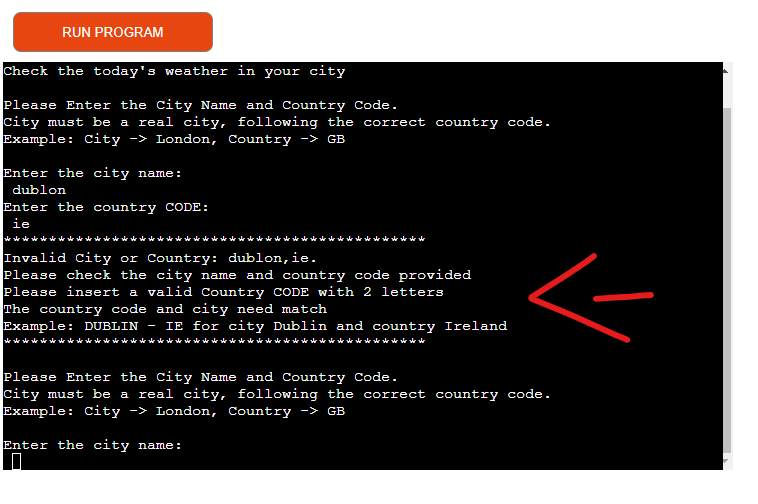 RUN PROGRAM
Check the today's weather in your city
Please Enter the City Name and Country Code.
City must be a real city, following the correct country code.
Example: City -> London, Country -> GB
Enter the city name:
dublon
Enter the country CODE:
ie
***********************************************
Invalid City or Country: dublon,ie.
Please check the city name and country code provided
Please insert a valid Country CODE with 2 letters
The country code and city need match
Example: DUBLIN - IE for city Dublin and country Ireland
***********************************************
Please Enter the City Name and Country Code.
City must be a real city, following the correct country code.
Example: City -> London, Country -> GB
Enter the city name: